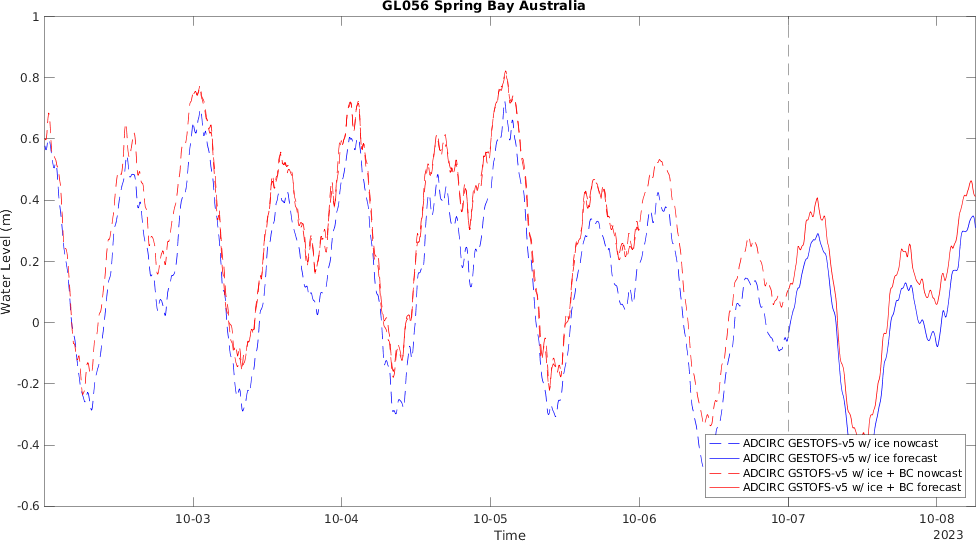 GL056 Spring Bay Australia
1
0.8
0.6
0.4
0.2
0
-0.2
-0.4
-0.6
Water Level (m)
ADCIRC GESTOFS-v5 w/ ice nowcast
ADCIRC GESTOFS-v5 w/ ice forecast
ADCIRC GSTOFS-v5 w/ ice + BC nowcast
ADCIRC GSTOFS-v5 w/ ice + BC forecast
10-03 10-04 10-05 10-06 10-07 10-08
Time
2023